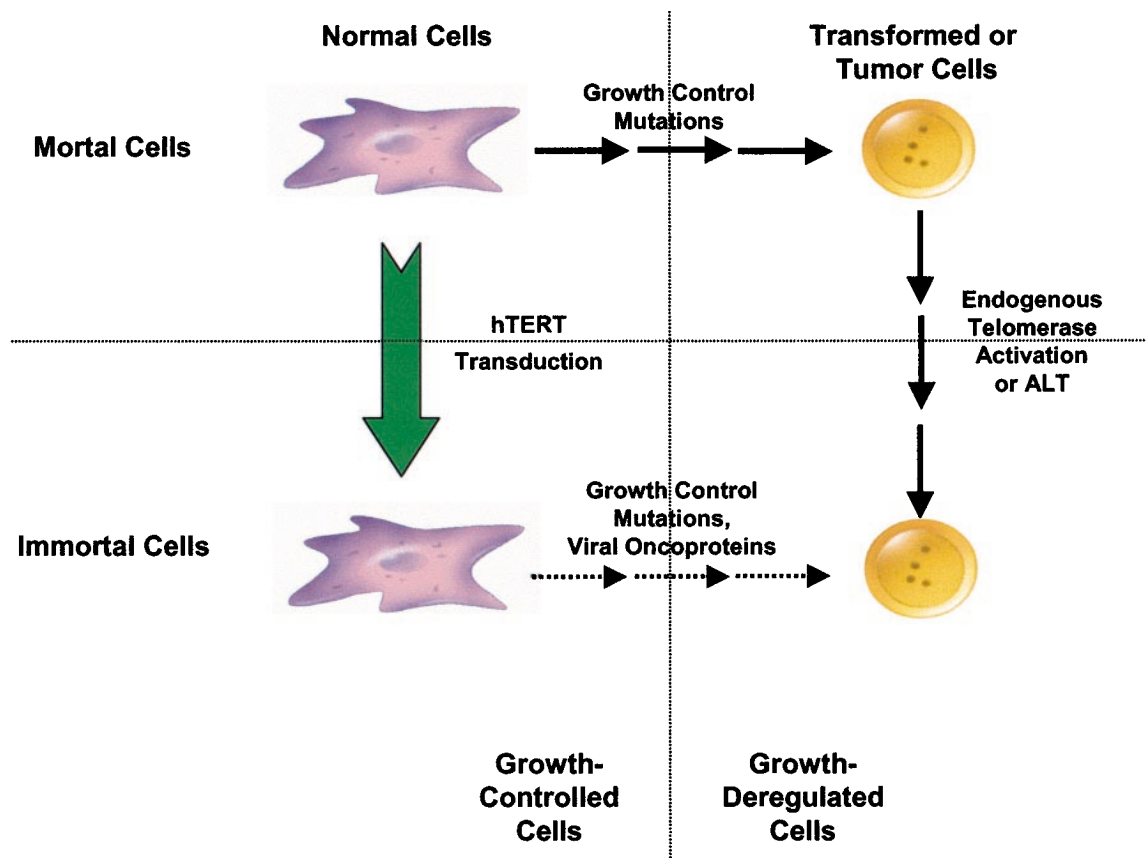 Normal Cells
Transformed or
Tumor Cells
Growth Control
Mutations
Mortal Cells
hTERT
Transduction
Endogenous
Telomerase
Activation
or ALT
Growth Control
Mutations,
Viral Oncoproteins
Immortal Cells
Growth-
Controlled
Cells
Growth-
Deregulated
Cells